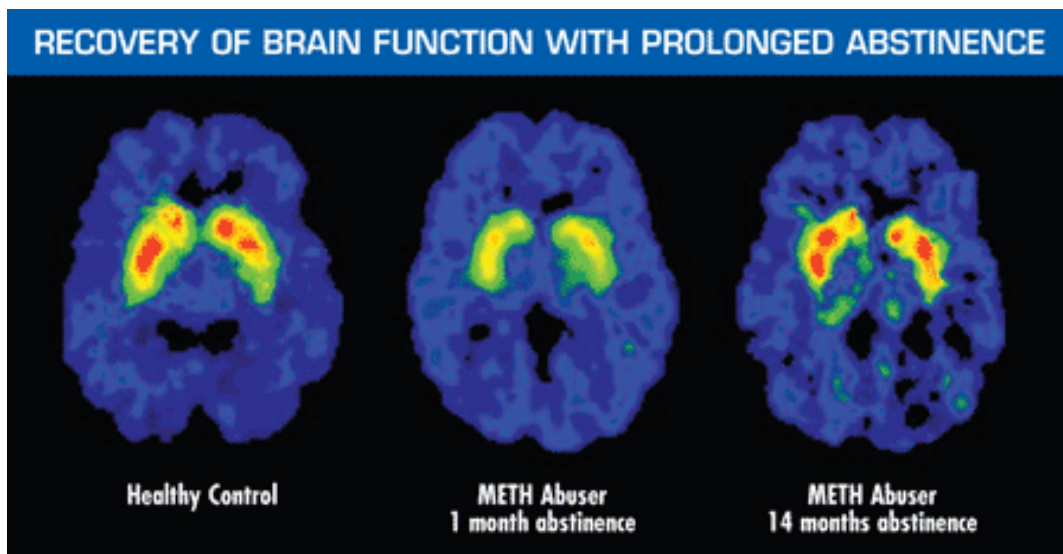 RECOVERY OF BRAIN FUNCTION WITH PROLONGED ABSTINENCE
Healthy Control
METH Abuser
1 month abstinence
METH Abuser
14 months abstinence